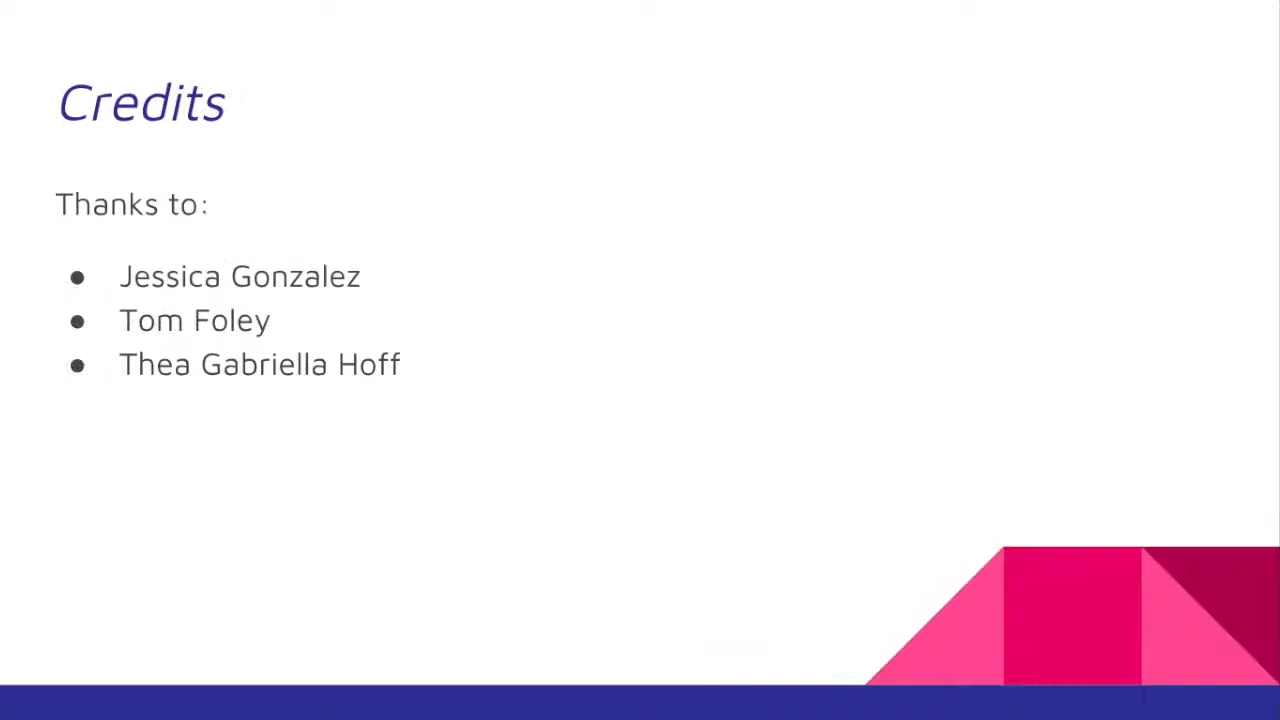 Credits
Thanks to:
● Jessica Gonzalez
● Tom Foley
● Thea Gabriella Hoff